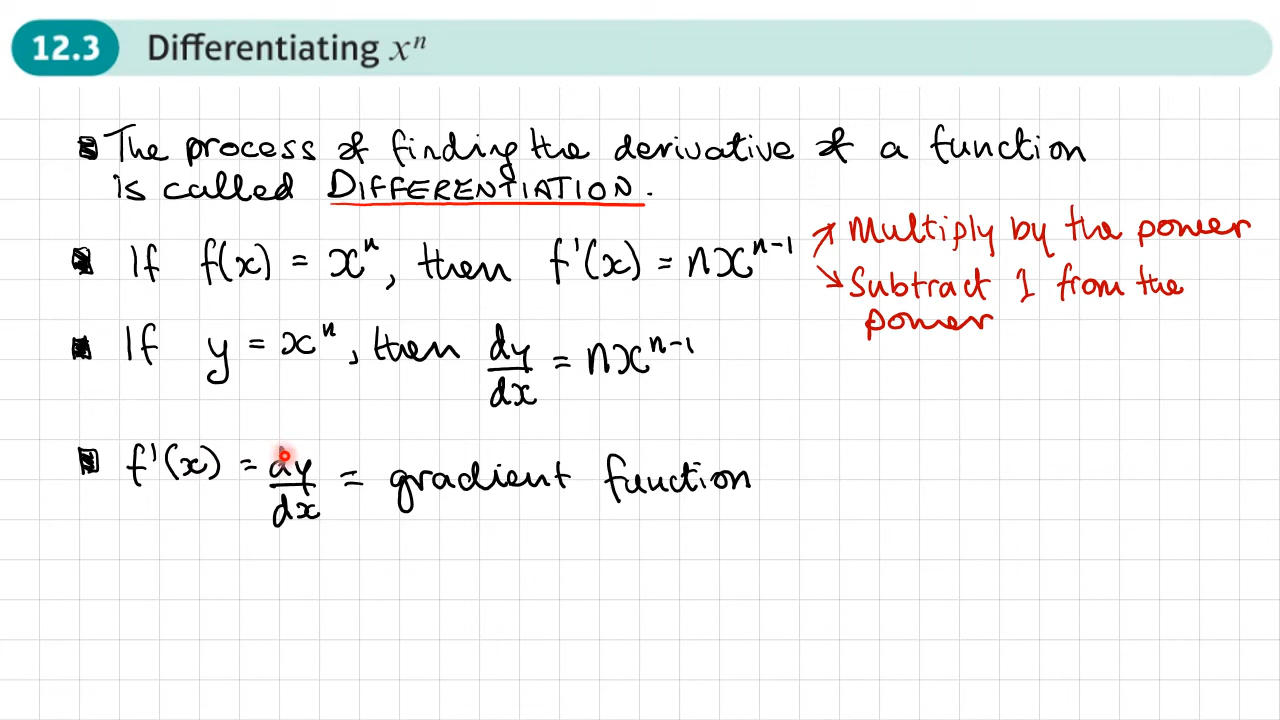 12.3 Differentiating xⁿ
The process of finding the derivative of a function
is called DIFFERENTIATION.
If f(x) = xⁿ, then f'(x) = nxⁿ⁻¹
Multiply by the power
Subtract 1 from the
power
If y = xⁿ, then dy/dx = nxⁿ⁻¹
f'(x) = dy/dx = gradient function